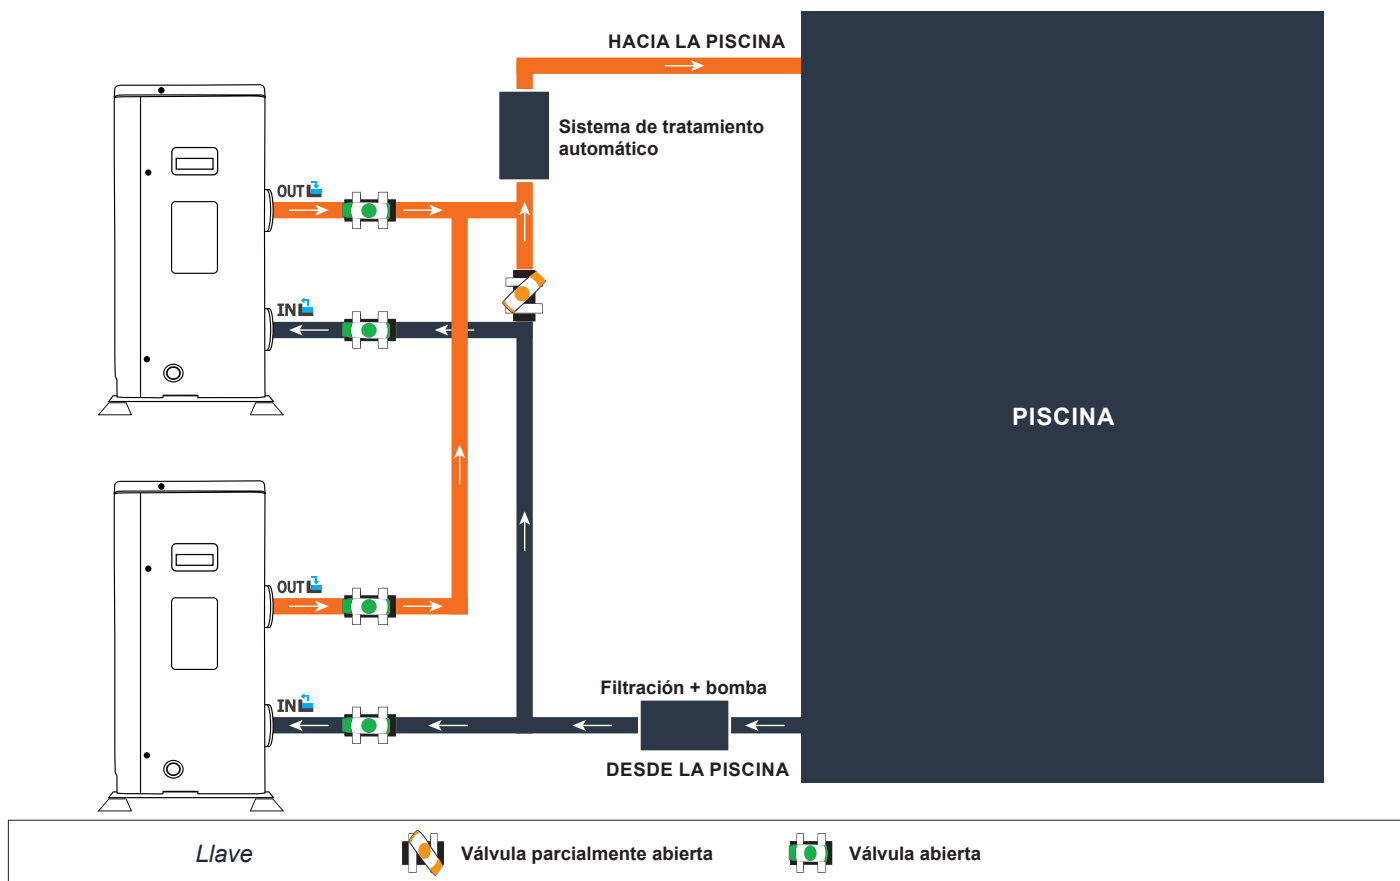 HACIA LA PISCINA
Sistema de tratamiento
automático
OUT
IN
PISCINA
OUT
IN
Filtración + bomba
DESDE LA PISCINA
Llave
Válvula parcialmente abierta
Válvula abierta